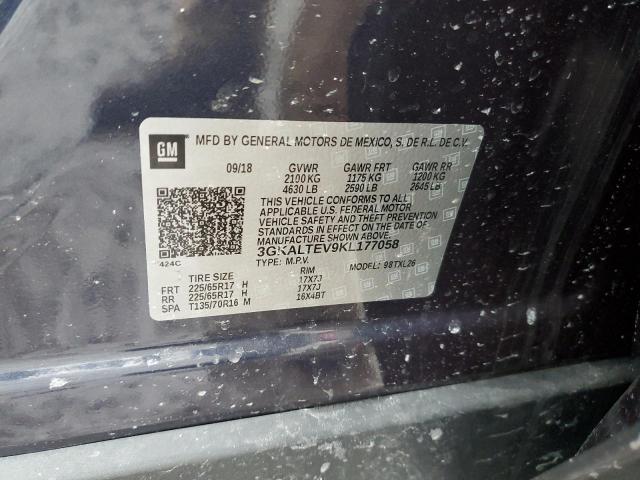 GM
MFD BY GENERAL MOTORS DE MEXICO, S. DE R.L. DE C.V.
09/18 GVWR GAWR FRT GAWR RR
2100 KG 1175 KG 1200 KG
4630 LB 2590 LB 2645 LB
THIS VEHICLE CONFORMS TO ALL
APPLICABLE U.S. FEDERAL MOTOR
VEHICLE SAFETY AND THEFT PREVENTION
STANDARDS IN EFFECT ON THE DATE OF
MANUFACTURE SHOWN ABOVE.
3GKALTEV9KL177058
424C
TYPE: M.P.V. MODEL: 98TXL26
TIRE SIZE RIM
FRT 225/65R17 H 17X7J
RR 225/65R17 H 17X7J
SPA T135/70R16 M 16X4BT